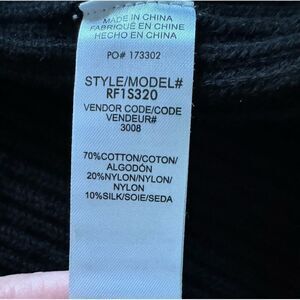 MADE IN CHINA
FABRIQUÉ EN CHINE
HECHO EN CHINA
PO# 173302
STYLE/MODEL#
RF1S320
VENDOR CODE/CODE
VENDEUR#
3008
70%COTTON/COTON/
ALGODÓN
20%NYLON/NYLON/
NYLON
10%SILK/SOIE/SEDA